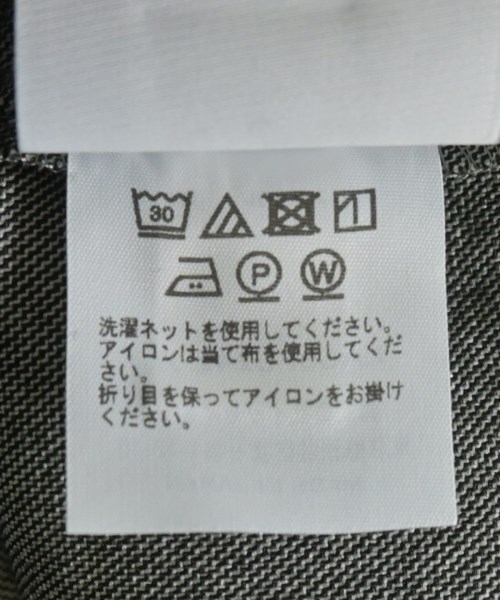 30
P W
洗濯ネットを使用してください。
アイロンは当て布を使用してくだ
さい。
折り目を保ってアイロンをお掛け
ください。